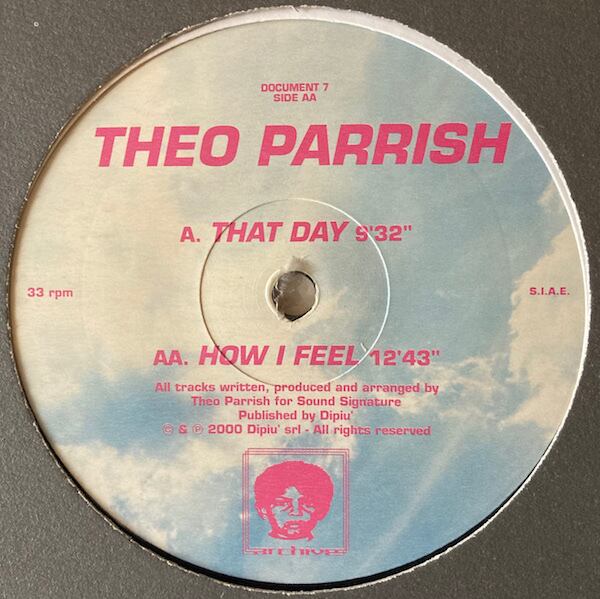 DOCUMENT 7
SIDE AA
THEO PARRISH
A. THAT DAY 9'32"
33 rpm
S.I.A.E.
AA. HOW I FEEL 12'43"
All tracks written, produced and arranged by
Theo Parrish for Sound Signature
Published by Dipiu'
© & ℗ 2000 Dipiu' srl - All rights reserved
archive